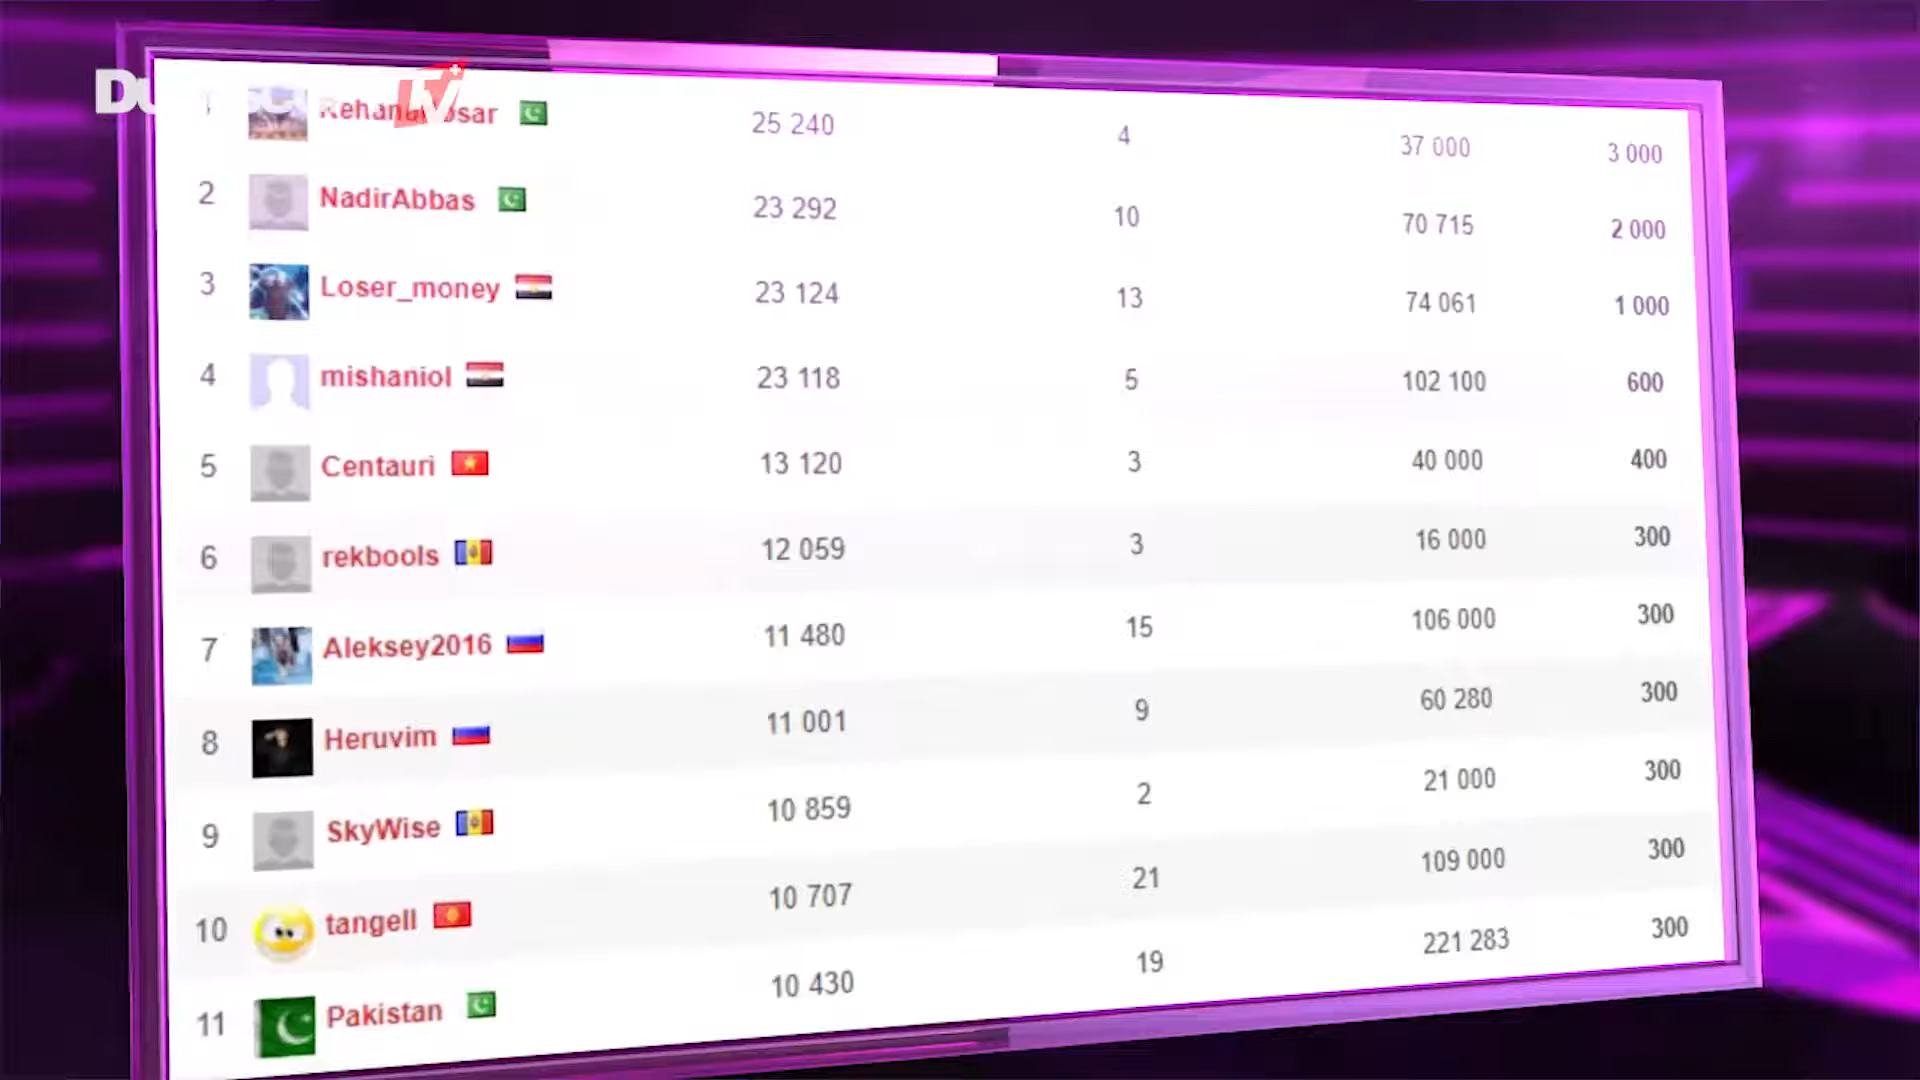 1 25 240 4 37 000 3 000
2 NadirAbbas 23 292 10 70 715 2 000
3 Loser_money 23 124 13 74 061 1 000
4 mishaniol 23 118 5 102 100 600
5 Centauri 13 120 3 40 000 400
6 rekbools 12 059 3 16 000 300
7 Aleksey2016 11 480 15 106 000 300
8 Heruvim 11 001 9 60 280 300
9 SkyWise 10 859 2 21 000 300
10 tangell 10 707 21 109 000 300
11 Pakistan 10 430 19 221 283 300
TV